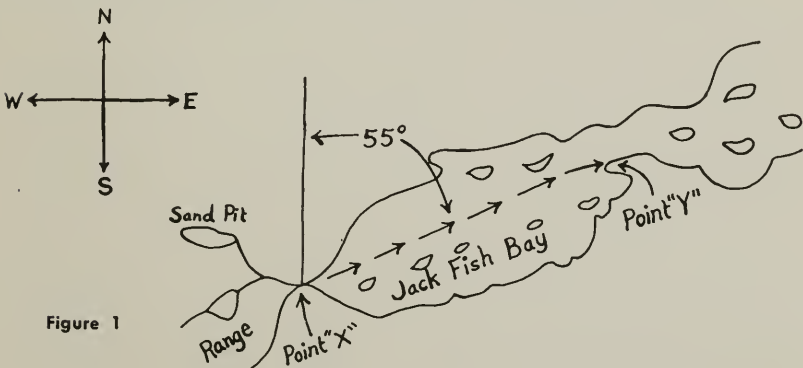 N
W E
S
55°
Sand Pit
Point "Y"
Jack Fish Bay
Figure 1
Range
Point "X"